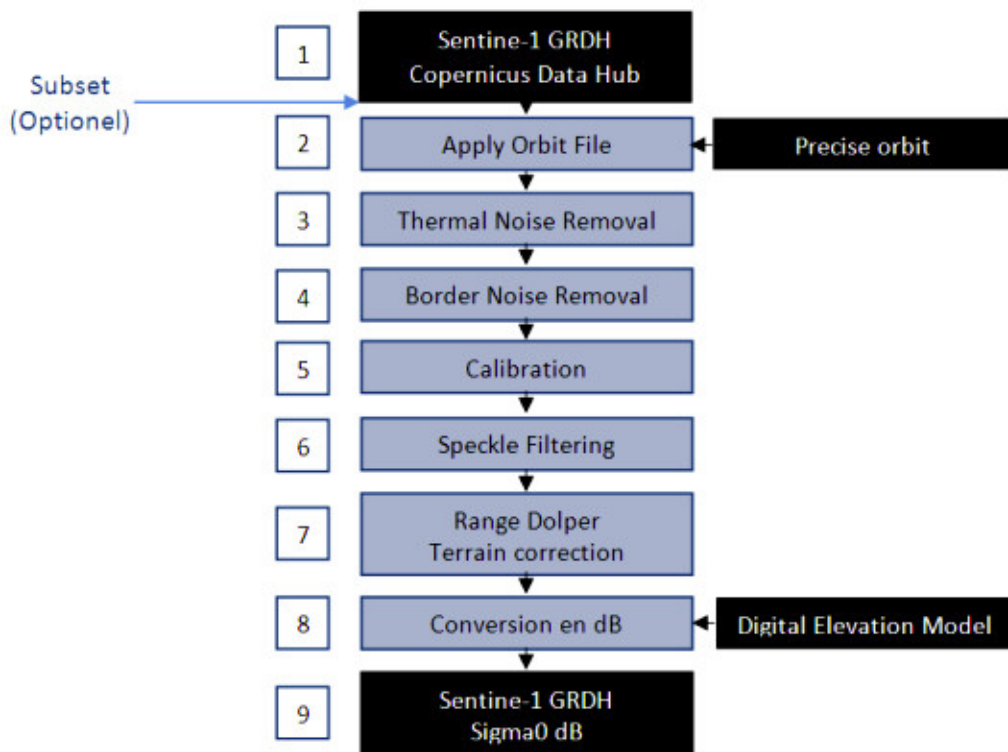 1
Sentine-1 GRDH
Copernicus Data Hub
Subset
(Optionel)
2
Apply Orbit File
Precise orbit
3
Thermal Noise Removal
4
Border Noise Removal
5
Calibration
6
Speckle Filtering
7
Range Dolper
Terrain correction
8
Conversion en dB
Digital Elevation Model
9
Sentine-1 GRDH
Sigma0 dB